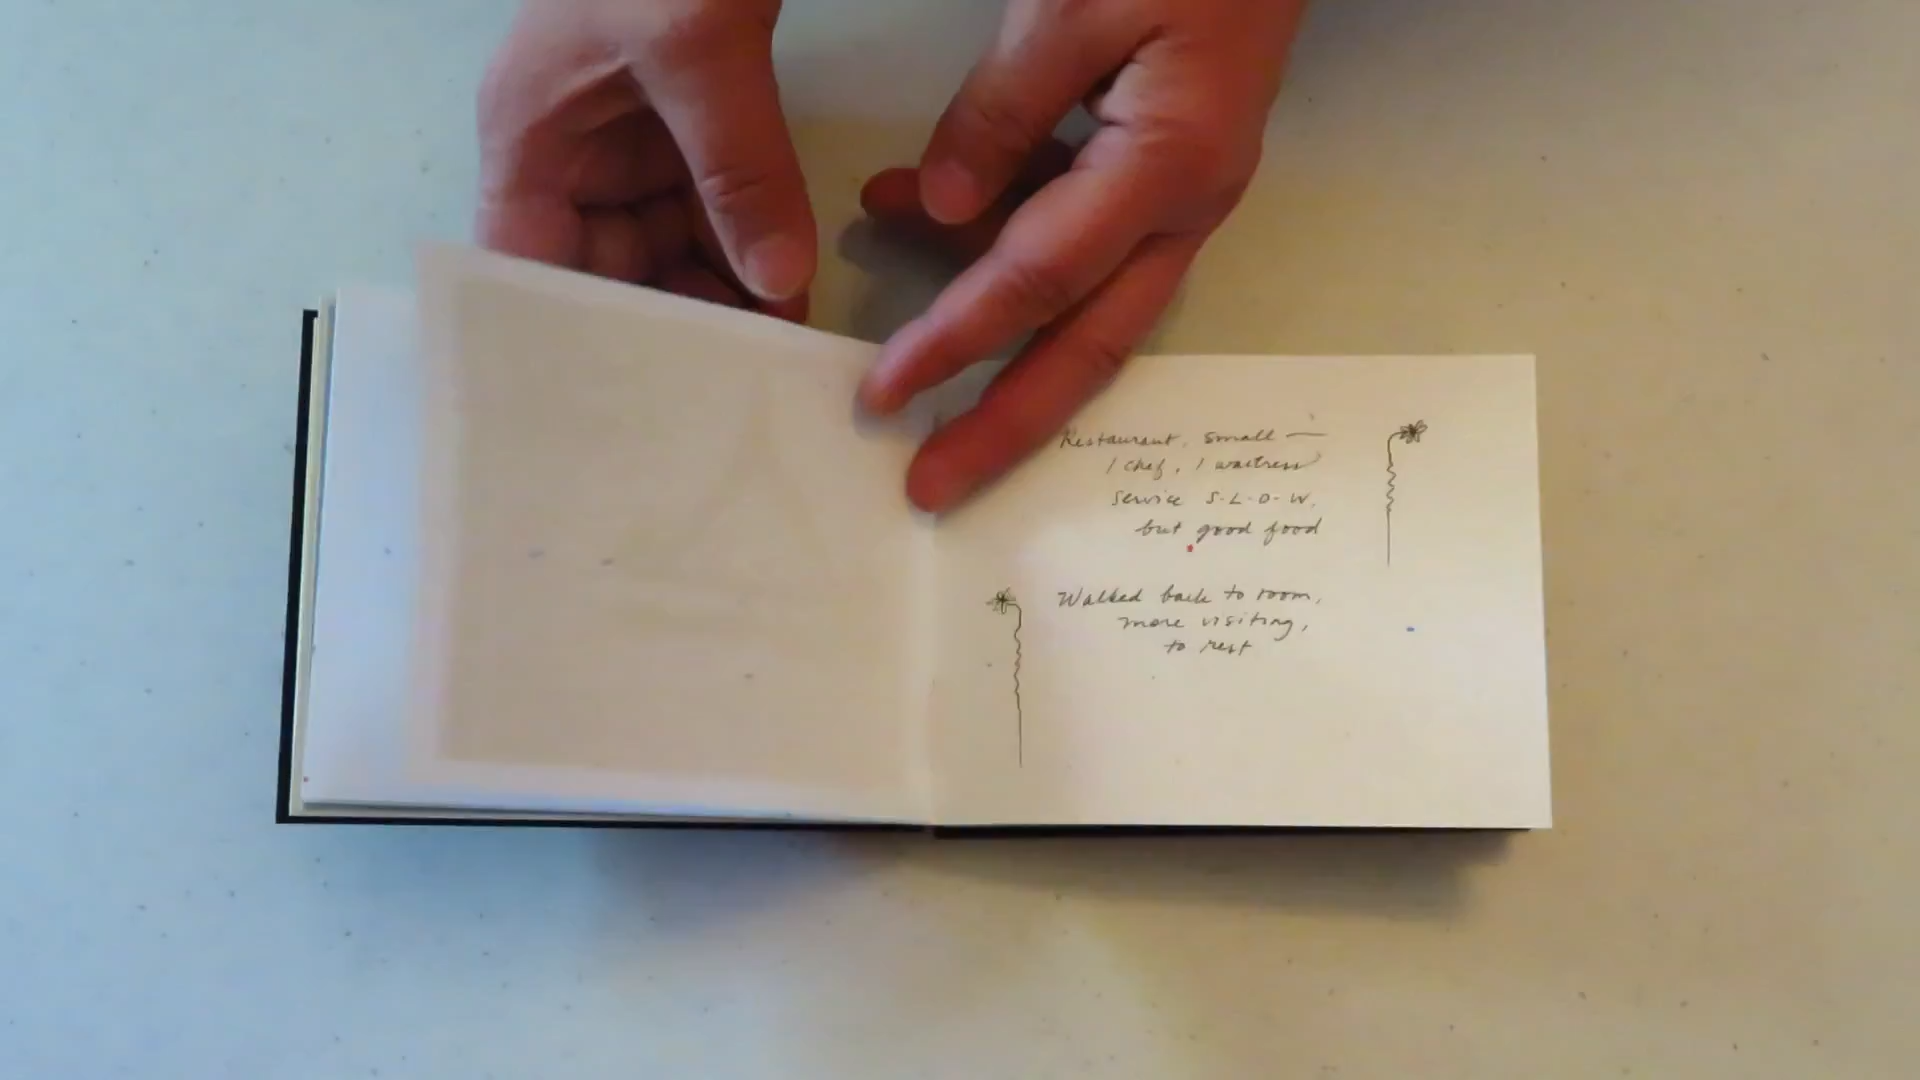 Restaurant, small —
1 chef, 1 waitress
service S-L-O-W,
but good food
Walked back to room,
more visiting,
to rest